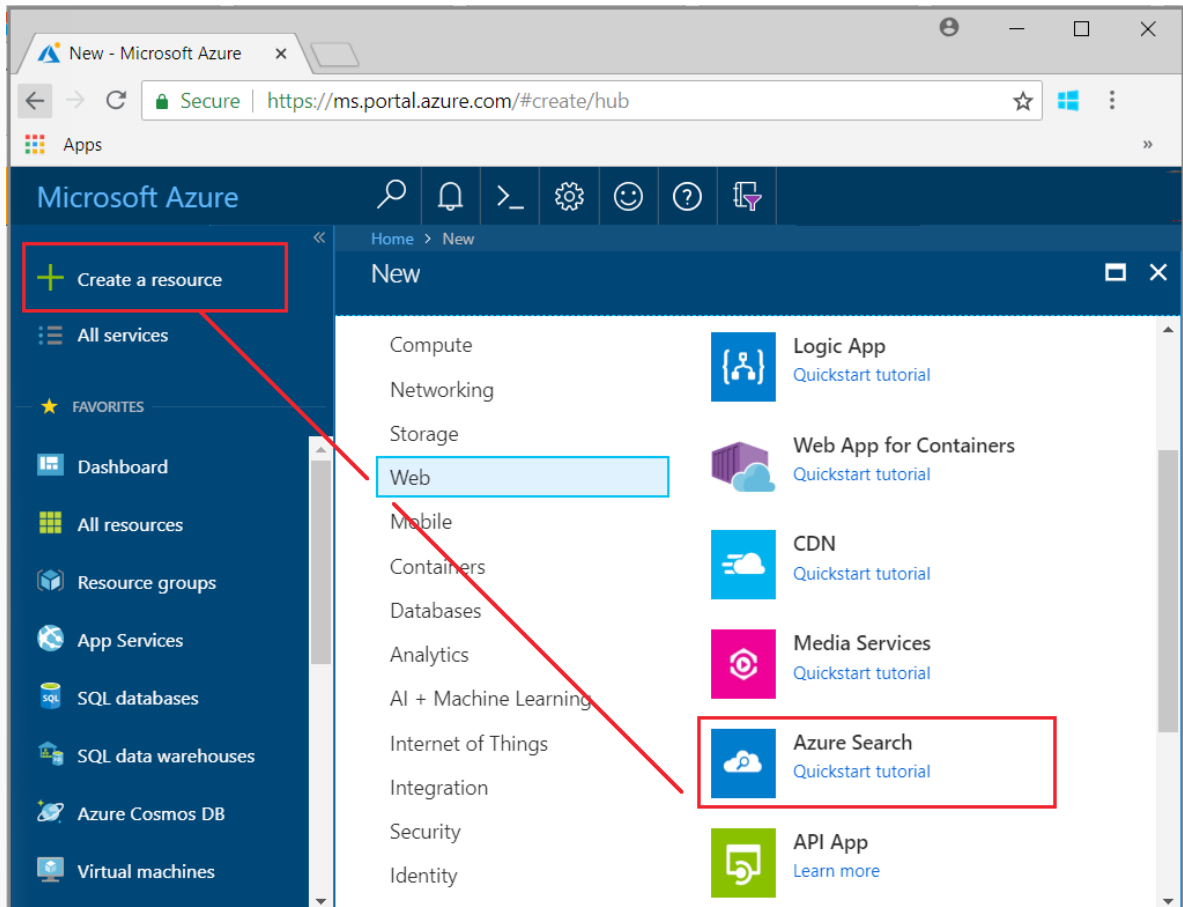 New - Microsoft Azure
Secure https://ms.portal.azure.com/#create/hub
Apps
»
Microsoft Azure
Home > New
New
Create a resource
All services
FAVORITES
Dashboard
All resources
Resource groups
App Services
SQL databases
SQL data warehouses
Azure Cosmos DB
Virtual machines
Compute
Networking
Storage
Web
Mobile
Containers
Databases
Analytics
AI + Machine Learning
Internet of Things
Integration
Security
Identity
Logic App
Quickstart tutorial
Web App for Containers
Quickstart tutorial
CDN
Quickstart tutorial
Media Services
Quickstart tutorial
Azure Search
Quickstart tutorial
API App
Learn more